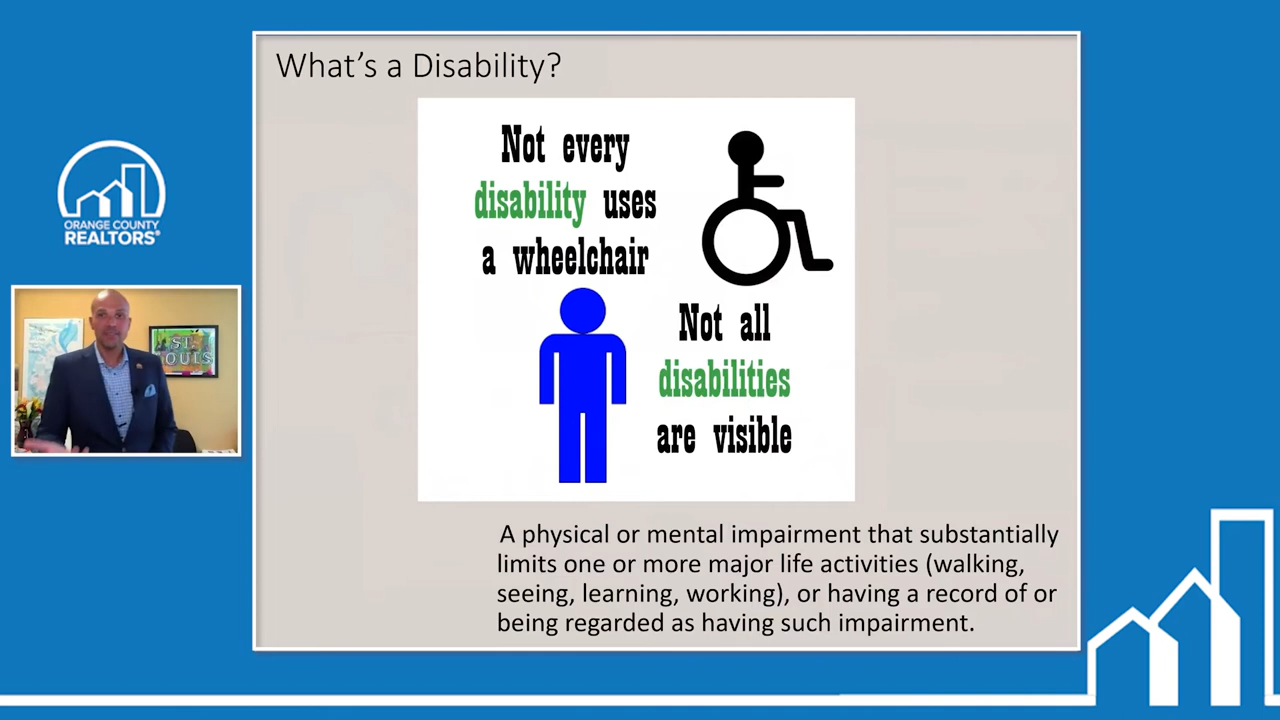 What's a Disability?
Not every
disability uses
a wheelchair
Not all
disabilities
are visible
A physical or mental impairment that substantially
limits one or more major life activities (walking,
seeing, learning, working), or having a record of or
being regarded as having such impairment.
ORANGE COUNTY
REALTORS®
ST.
LOUIS